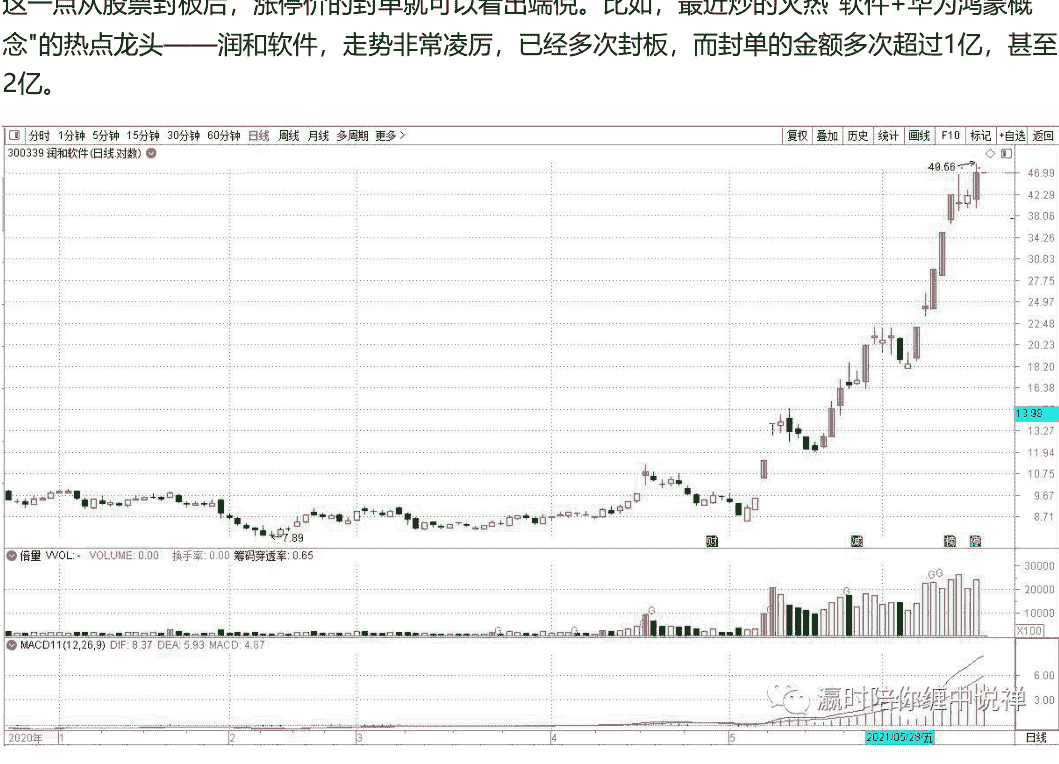 这一点从股票封板后，涨停价的封单就可以看出端倪。比如，最近炒的火热"软件+华为鸿蒙概
念"的热点龙头——润和软件，走势非常凌厉，已经多次封板，而封单的金额多次超过1亿，甚至
2亿。
分时 1分钟 5分钟 15分钟 30分钟 60分钟 日线 周线 月线 多周期 更多> 复权 叠加 历史 统计 画线 F10 标记 +自选 返回
300339 润和软件(日线.对数)
49.56
46.99
42.29
38.06
34.26
30.83
27.75
24.97
22.48
20.23
18.20
16.38
13.98
13.27
11.94
10.75
9.67
8.71
7.89
财 减 停
倍量 VVOL: - VOLUME: 0.00 换手率: 0.00 筹码穿透率: 0.65
30000
20000
10000
X100
G G G G G GG
MACD11(12,26,9) DIF: 8.37 DEA: 5.93 MACD: 4.87
6.00
3.00
瀛时陪你缠中说禅
2020年 1 2 3 4 5 2021/05/28/五 日线